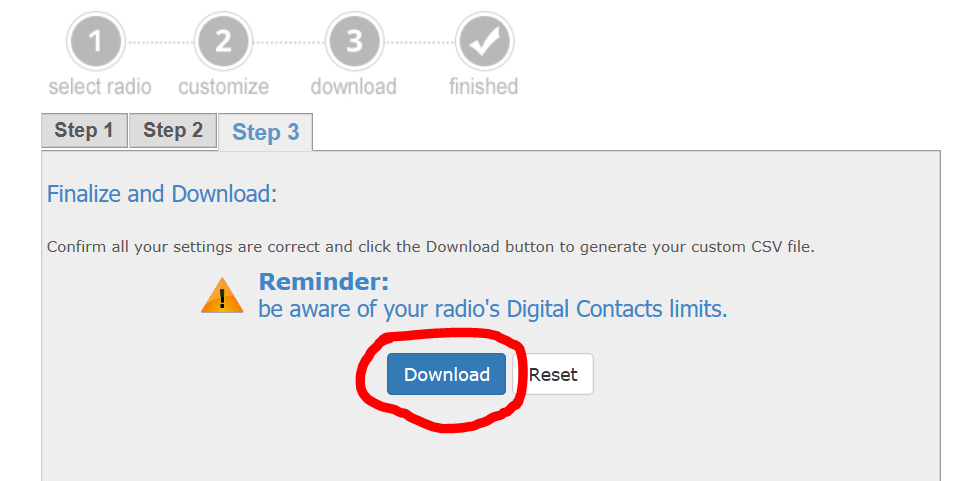 1 2 3
select radio customize download finished
Step 1 Step 2 Step 3
Finalize and Download:
Confirm all your settings are correct and click the Download button to generate your custom CSV file.
Reminder:
be aware of your radio's Digital Contacts limits.
Download Reset